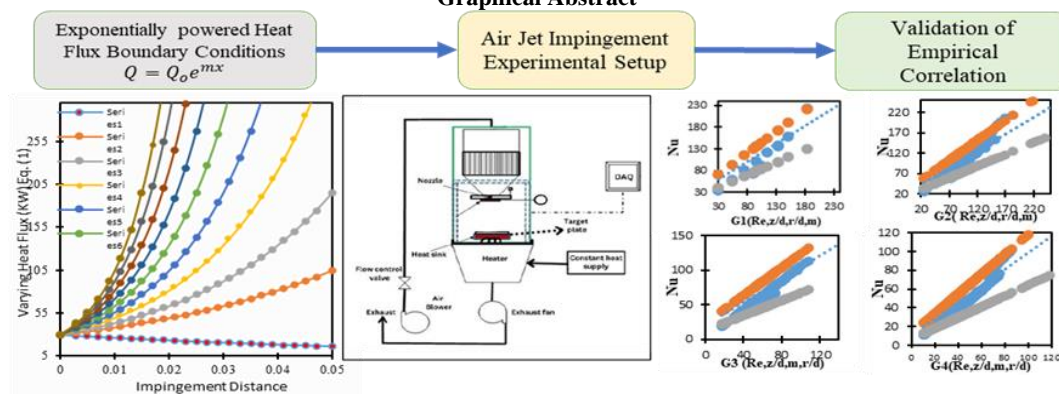 Graphical Abstract
Exponentially powered Heat
Flux Boundary Conditions
Q = Qₒeᵐˣ
Air Jet Impingement
Experimental Setup
Validation of
Empirical
Correlation
Varying Heat Flux (KW) Eq. (1)
255
205
155
105
55
5
Seri
es1
Seri
es2
Seri
es3
Seri
es4
Seri
es5
Seri
es6
0
0.01
0.02
0.03
0.04
0.05
Impingement Distance
Nozzle
DAQ
Target
plate
Heat sink
Heater
Constant heat
supply
Flow control
valve
Air
Blower
Exhaust
Exhaust fan
Nu
230
180
130
80
30
30 80 130 180 230
G1(Re,z/d,r/d,m)
Nu
250
200
150
100
50
0
40 80 120
G3 (Re,z/d,m,r/d)
Nu
220
170
120
70
20
20 70 120 170 220
G2( Re,z/d,r/d,m)
Nu
120
100
80
60
40
20
0
0 20 40 60 80 100 120
G4(Re,z/d,m,r/d)